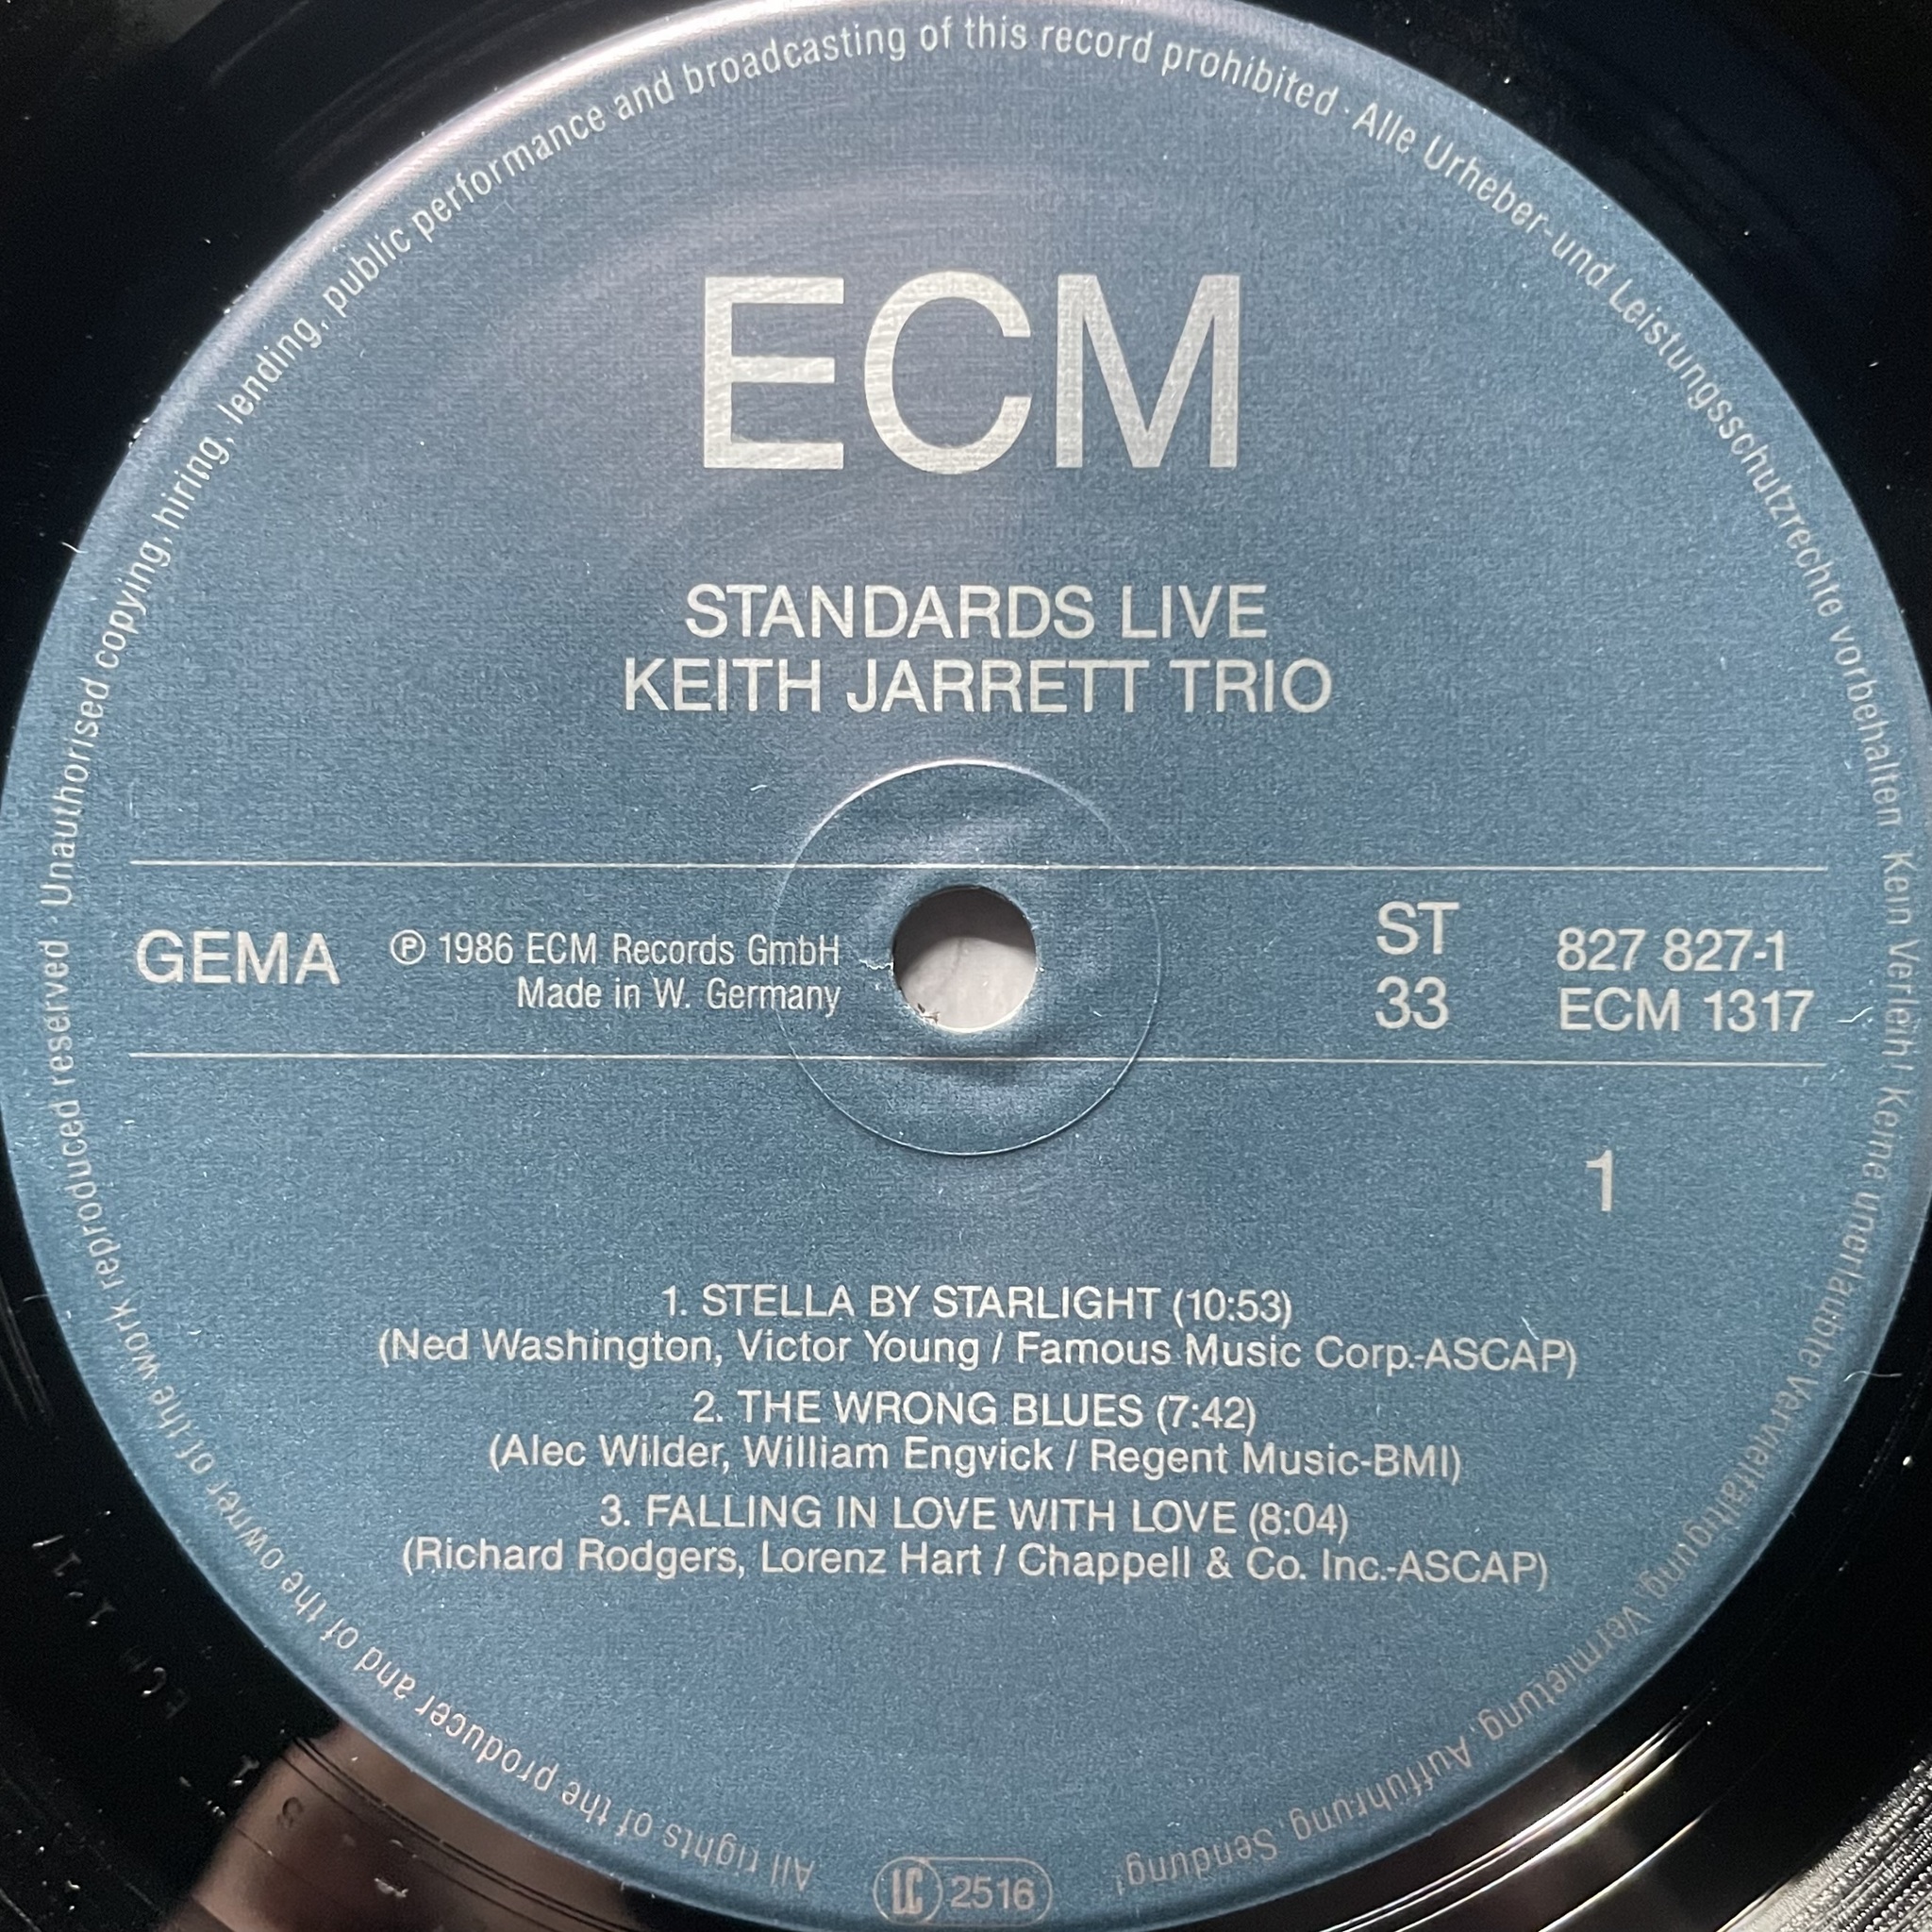 ECM
STANDARDS LIVE
KEITH JARRETT TRIO
GEMA
℗ 1986 ECM Records GmbH
Made in W. Germany
ST
33
827 827-1
ECM 1317
1
1. STELLA BY STARLIGHT (10:53)
(Ned Washington, Victor Young / Famous Music Corp.-ASCAP)
2. THE WRONG BLUES (7:42)
(Alec Wilder, William Engvick / Regent Music-BMI)
3. FALLING IN LOVE WITH LOVE (8:04)
(Richard Rodgers, Lorenz Hart / Chappell & Co. Inc.-ASCAP)
All rights of the producer and of the owner of the work reproduced reserved · Unauthorised copying, hiring, lending, public performance and broadcasting of this record prohibited · Alle Urheber- und Leistungsschutzrechte vorbehalten · Kein Verleih! Keine unerlaubte Vervielfältigung, Vermietung, Aufführung, Sendung!
LC 2516